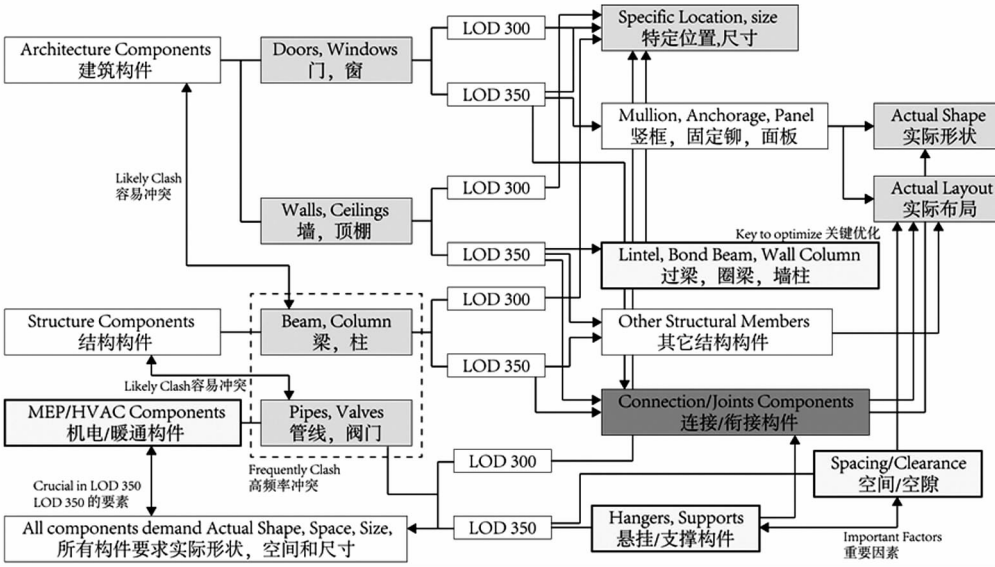 Architecture Components
建筑构件
Doors, Windows
门，窗
LOD 300
LOD 350
Specific Location, size
特定位置,尺寸
Mullion, Anchorage, Panel
竖框，固定铆，面板
Actual Shape
实际形状
Actual Layout
实际布局
Likely Clash
容易冲突
Walls, Ceilings
墙，顶棚
LOD 300
LOD 350
Key to optimize 关键优化
Lintel, Bond Beam, Wall Column
过梁，圈梁，墙柱
Structure Components
结构构件
Beam, Column
梁，柱
LOD 300
LOD 350
Other Structural Members
其它结构构件
Likely Clash容易冲突
MEP/HVAC Components
机电/暖通构件
Pipes, Valves
管线，阀门
Connection/Joints Components
连接/衔接构件
Frequently Clash
高频率冲突
LOD 300
LOD 350
Spacing/Clearance
空间/空隙
Crucial in LOD 350
LOD 350 的要素
Hangers, Supports
悬挂/支撑构件
Important Factors
重要因素
All components demand Actual Shape, Space, Size,
所有构件要求实际形状，空间和尺寸